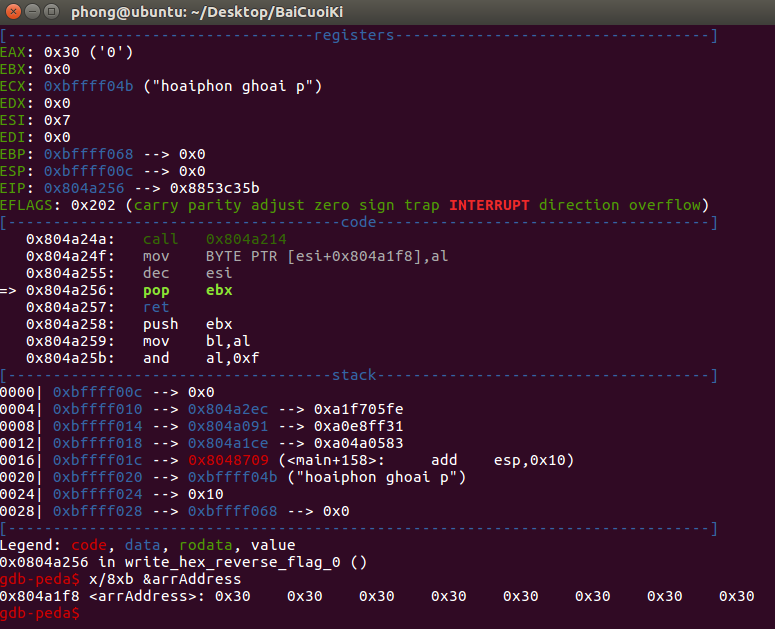 phong@ubuntu: ~/Desktop/BaiCuoiKi
[----------------------------------registers-----------------------------------]
EAX: 0x30 ('0')
EBX: 0x0
ECX: 0xbffff04b ("hoaiphon ghoai p")
EDX: 0x0
ESI: 0x7
EDI: 0x0
EBP: 0xbffff068 --> 0x0
ESP: 0xbffff00c --> 0x0
EIP: 0x804a256 --> 0x8853c35b
EFLAGS: 0x202 (carry parity adjust zero sign trap INTERRUPT direction overflow)
[-------------------------------------code-------------------------------------]
   0x804a24a:   call   0x804a214
   0x804a24f:   mov    BYTE PTR [esi+0x804a1f8],al
   0x804a255:   dec    esi
=> 0x804a256:   pop    ebx
   0x804a257:   ret
   0x804a258:   push   ebx
   0x804a259:   mov    bl,al
   0x804a25b:   and    al,0xf
[------------------------------------stack-------------------------------------]
0000| 0xbffff00c --> 0x0
0004| 0xbffff010 --> 0x804a2ec --> 0xa1f705fe
0008| 0xbffff014 --> 0x804a091 --> 0xa0e8ff31
0012| 0xbffff018 --> 0x804a1ce --> 0xa04a0583
0016| 0xbffff01c --> 0x8048709 (<main+158>:     add    esp,0x10)
0020| 0xbffff020 --> 0xbffff04b ("hoaiphon ghoai p")
0024| 0xbffff024 --> 0x10
0028| 0xbffff028 --> 0xbffff068 --> 0x0
[------------------------------------------------------------------------------]
Legend: code, data, rodata, value
0x0804a256 in write_hex_reverse_flag_0 ()
gdb-peda$ x/8xb &arrAddress
0x804a1f8 <arrAddress>: 0x30    0x30    0x30    0x30    0x30    0x30    0x30    0x30
gdb-peda$